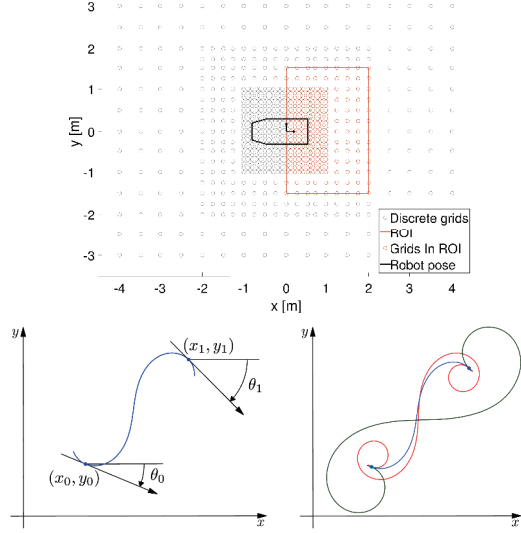 3
2
1
0
-1
-2
-3
y [m]
-4 -3 -2 -1 0 1 2 3 4
x [m]
Discrete grids
ROI
Grids In ROI
Robot pose
y
(x₁, y₁)
θ₁
(x₀, y₀)
θ₀
x
y
x